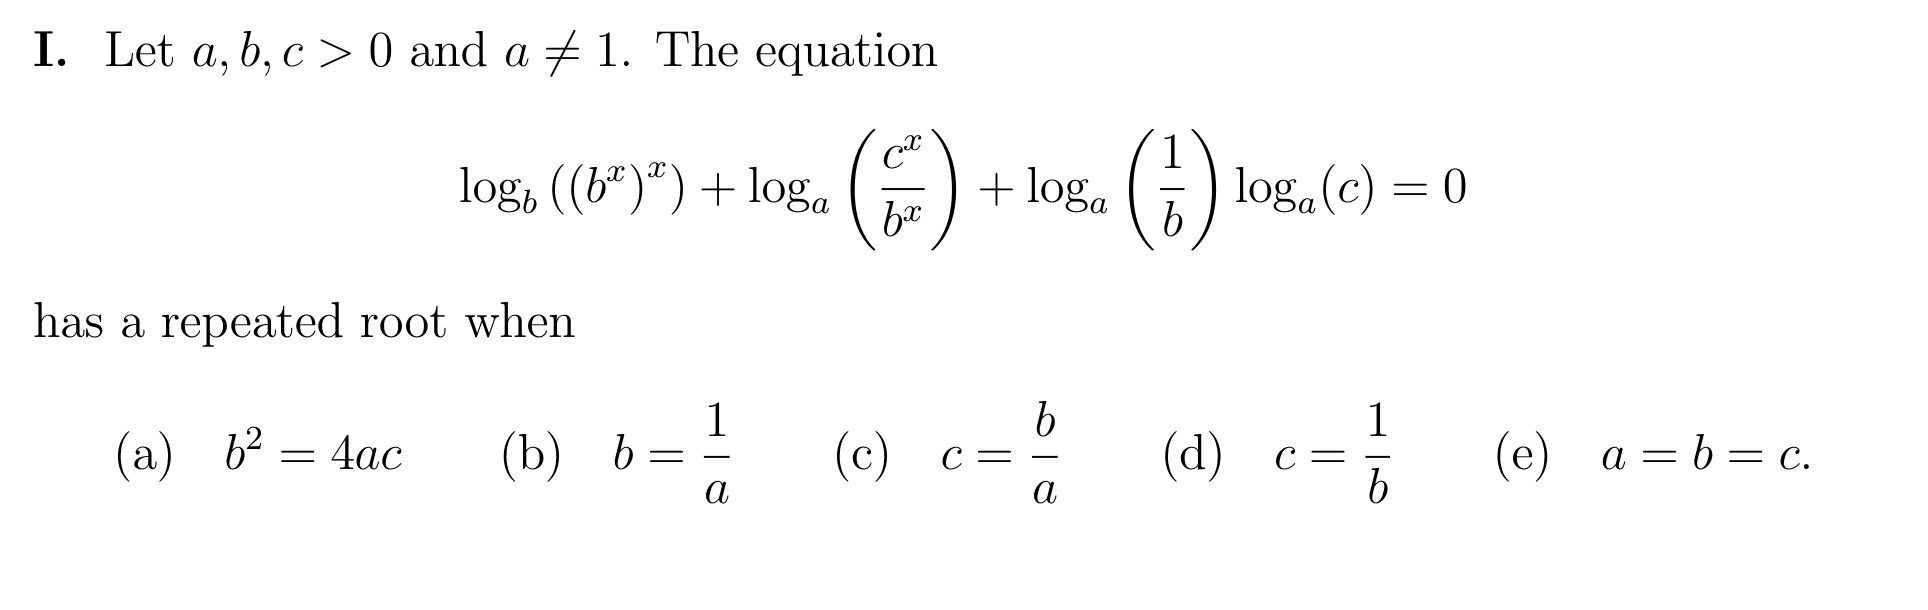 I. Let a, b, c > 0 and a ≠ 1. The equation
log_b ((b^x)^x) + log_a (c^x / b^x) + log_a (1 / b) log_a(c) = 0
has a repeated root when
(a) b² = 4ac (b) b = 1/a (c) c = b/a (d) c = 1/b (e) a = b = c.